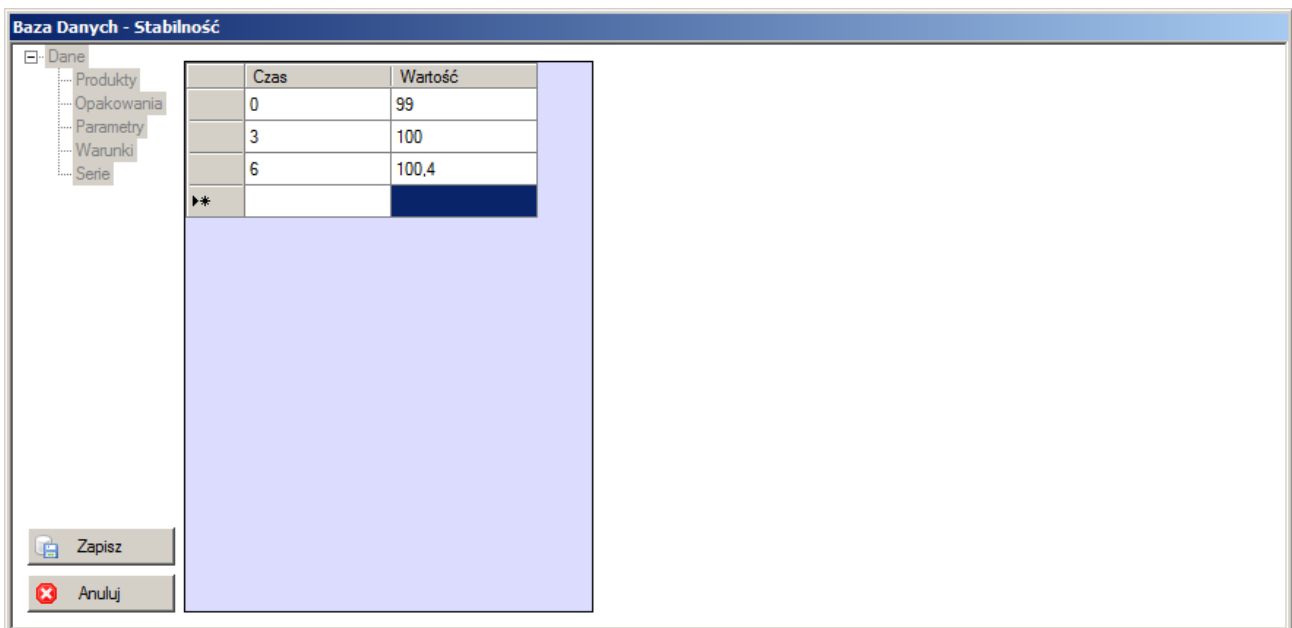 Baza Danych - Stabilność
Dane
Produkty
Opakowania
Parametry
Warunki
Serie
Czas Wartość
0 99
3 100
6 100,4
Zapisz
Anuluj